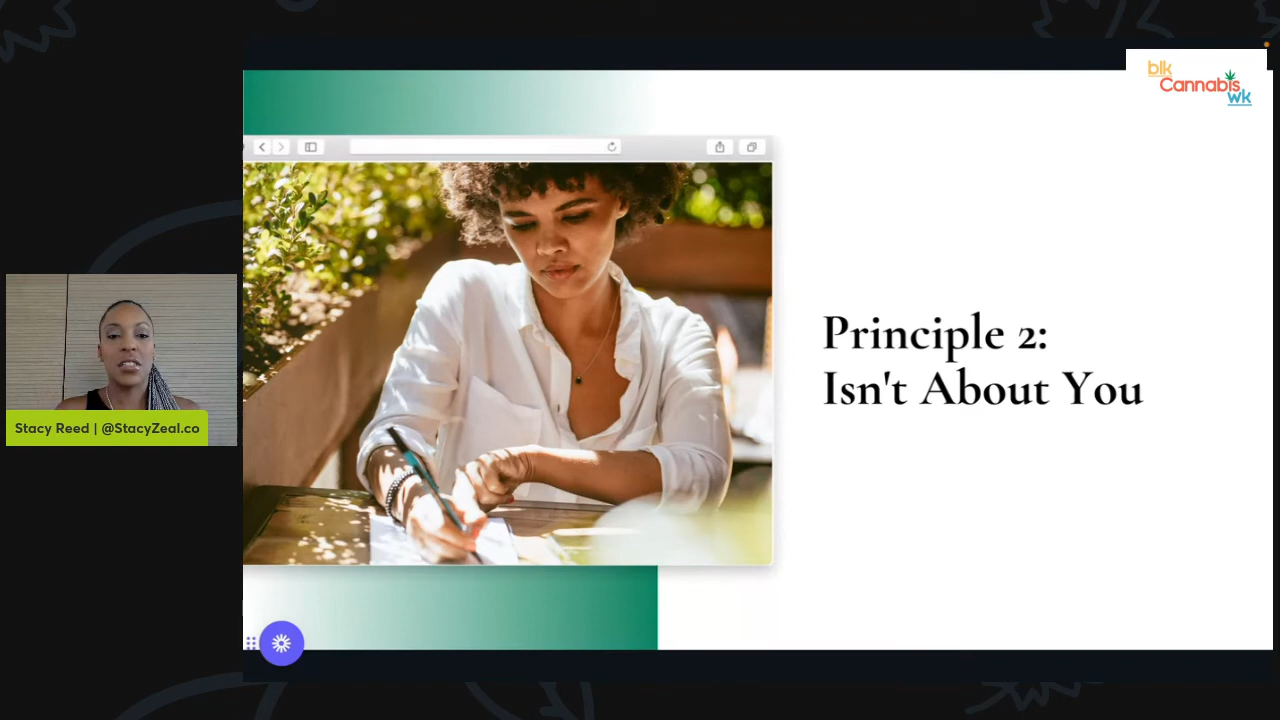 blk
Cannabis
wk
Principle 2:
Isn't About You
Stacy Reed | @StacyZeal.co